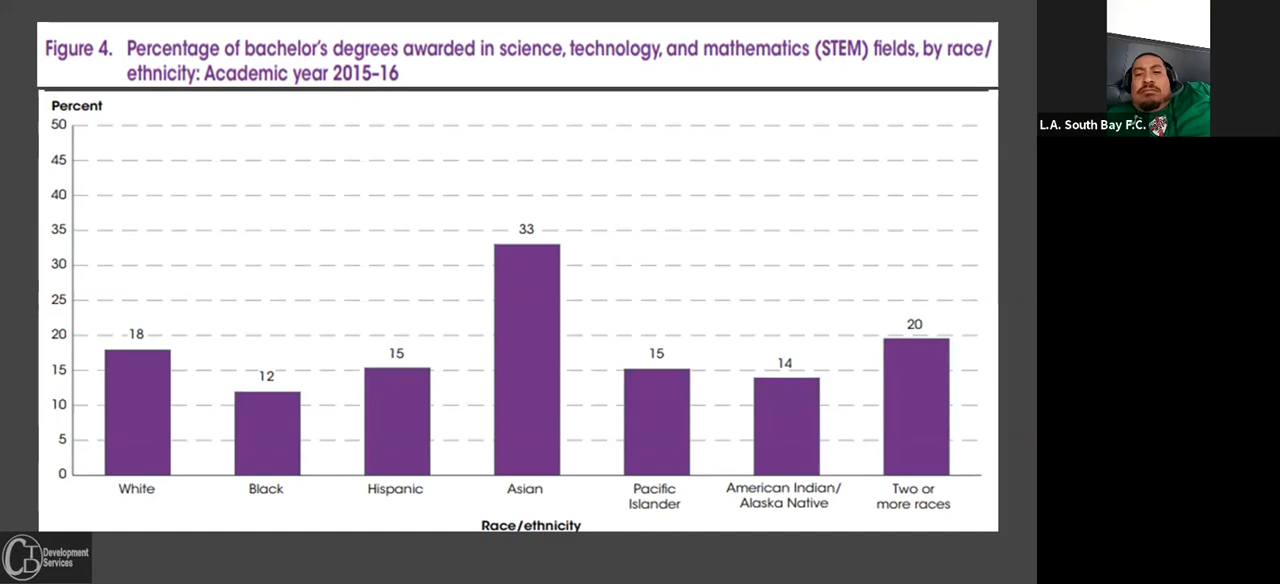 Figure 4. Percentage of bachelor's degrees awarded in science, technology, and mathematics (STEM) fields, by race/
ethnicity: Academic year 2015–16
Percent
50
45
40
35
30
25
20
15
10
5
0
18
12
15
33
15
14
20
White
Black
Hispanic
Asian
Pacific
Islander
American Indian/
Alaska Native
Two or
more races
Race/ethnicity
L.A. South Bay F.C.
CTD Development
Services